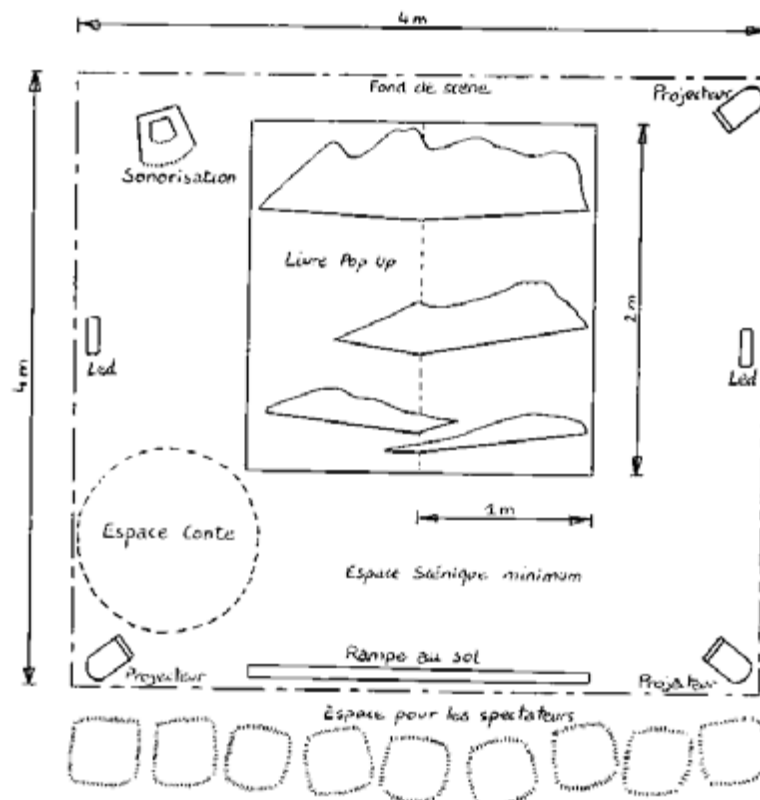 4m
Fond de scène
Projecteur
Sonorisation
Livre Pop Up
2m
4m
Led
Led
1m
Espace Conte
Espace Scénique minimum
Rampe au sol
Projecteur
Projecteur
Espace pour les spectateurs